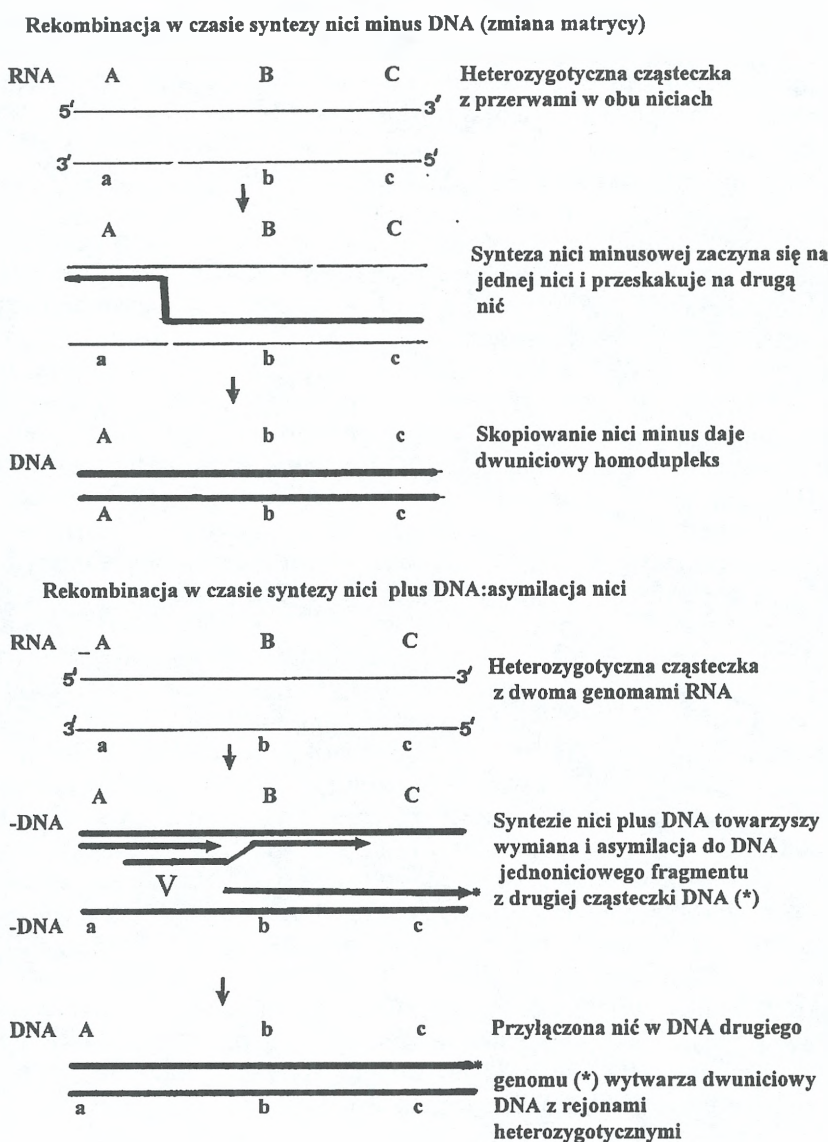 Rekombinacja w czasie syntezy nici minus DNA (zmiana matrycy)
RNA A B C
Heterozygotyczna cząsteczka
z przerwami w obu niciach
5' 3'
3' 5'
a b c
A B C
Synteza nici minusowej zaczyna się na
jednej nici i przeskakuje na drugą
nić
a b c
A b c
Skopiowanie nici minus daje
dwuniciowy homodupleks
DNA
A b c
Rekombinacja w czasie syntezy nici plus DNA:asymilacja nici
RNA _ A B C
Heterozygotyczna cząsteczka
z dwoma genomami RNA
5' 3'
3' 5'
a b c
A B C
-DNA
Syntezie nici plus DNA towarzyszy
wymiana i asymilacja do DNA
jednoniciowego fragmentu
z drugiej cząsteczki DNA (*)
V
*
-DNA a b c
DNA A b c
Przyłączona nić w DNA drugiego
*
genomu (*) wytwarza dwuniciowy
DNA z rejonami
heterozygotycznymi
a b c